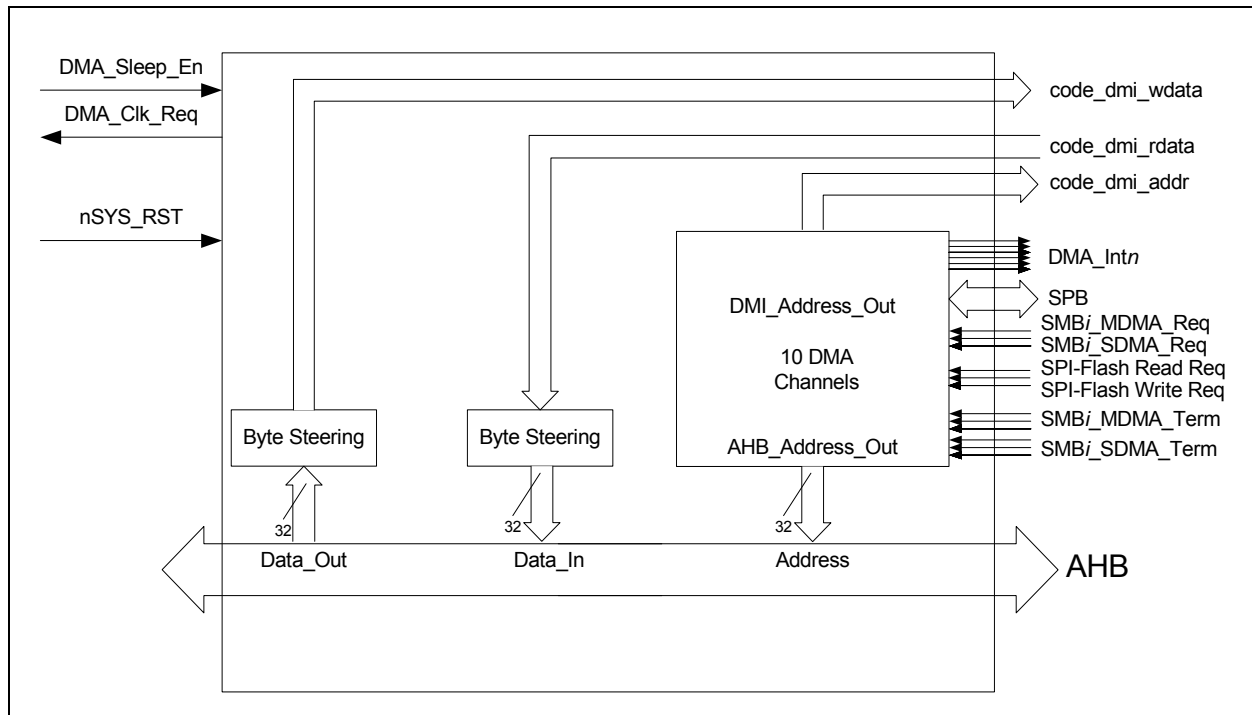 DMA_Sleep_En
DMA_Clk_Req
nSYS_RST
code_dmi_wdata
code_dmi_rdata
code_dmi_addr
DMA_Intn
SPB
SMBi_MDMA_Req
SMBi_SDMA_Req
SPI-Flash Read Req
SPI-Flash Write Req
SMBi_MDMA_Term
SMBi_SDMA_Term
DMI_Address_Out
10 DMA
Channels
AHB_Address_Out
Byte Steering
Byte Steering
32
32
32
Data_Out
Data_In
Address
AHB